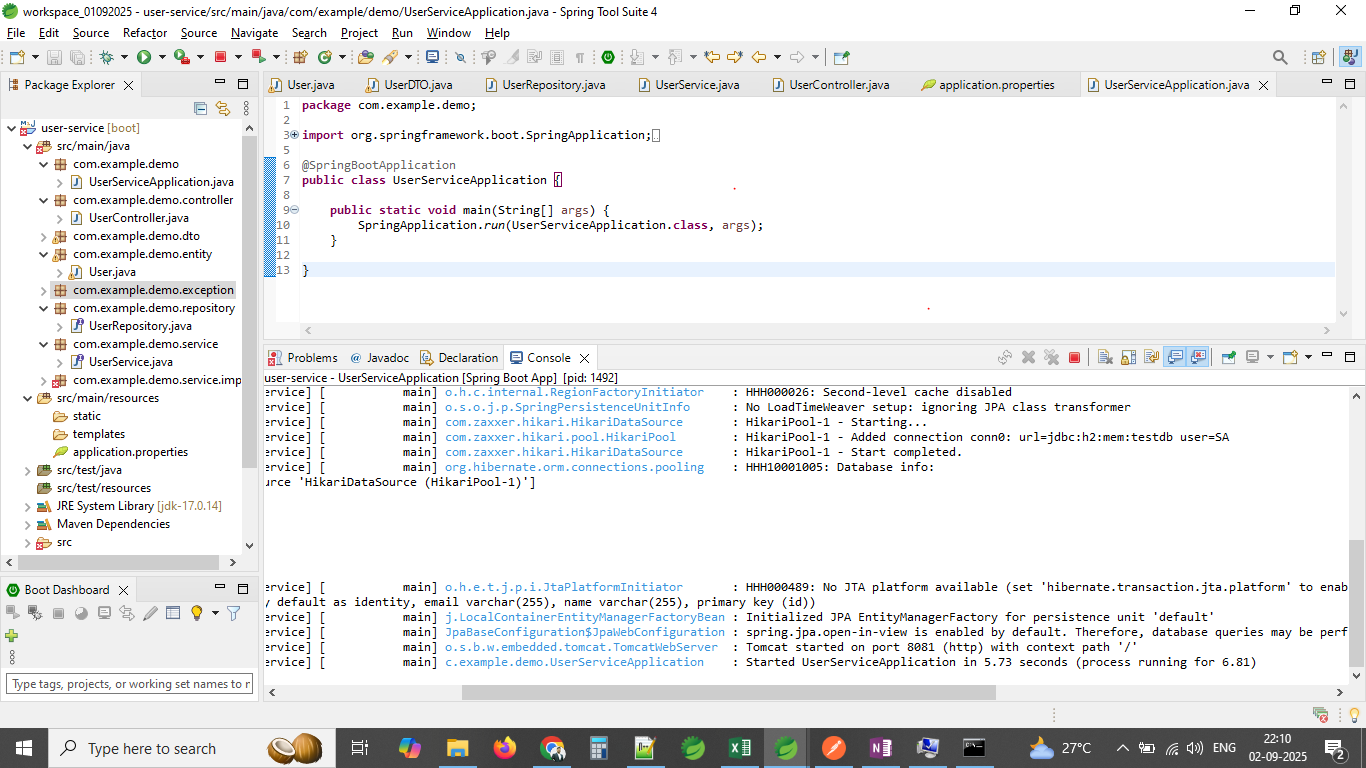 workspace_01092025 - user-service/src/main/java/com/example/demo/UserServiceApplication.java - Spring Tool Suite 4
File Edit Source Refactor Source Navigate Search Project Run Window Help
Package Explorer
user-service [boot]
src/main/java
com.example.demo
UserServiceApplication.java
com.example.demo.controller
UserController.java
com.example.demo.dto
com.example.demo.entity
User.java
com.example.demo.exception
com.example.demo.repository
UserRepository.java
com.example.demo.service
UserService.java
com.example.demo.service.imp
src/main/resources
static
templates
application.properties
src/test/java
src/test/resources
JRE System Library [jdk-17.0.14]
Maven Dependencies
src
Boot Dashboard
Type tags, projects, or working set names to r
User.java UserDTO.java UserRepository.java UserService.java UserController.java application.properties UserServiceApplication.java
1 package com.example.demo;
2
3 import org.springframework.boot.SpringApplication;
5
6 @SpringBootApplication
7 public class UserServiceApplication {
8
9 public static void main(String[] args) {
10 SpringApplication.run(UserServiceApplication.class, args);
11 }
12
13 }
Problems @ Javadoc Declaration Console
user-service - UserServiceApplication [Spring Boot App] [pid: 1492]
ervice] [ main] o.h.c.internal.RegionFactoryInitiator : HHH000026: Second-level cache disabled
ervice] [ main] o.s.o.j.p.SpringPersistenceUnitInfo : No LoadTimeWeaver setup: ignoring JPA class transformer
ervice] [ main] com.zaxxer.hikari.HikariDataSource : HikariPool-1 - Starting...
ervice] [ main] com.zaxxer.hikari.pool.HikariPool : HikariPool-1 - Added connection conn0: url=jdbc:h2:mem:testdb user=SA
ervice] [ main] com.zaxxer.hikari.HikariDataSource : HikariPool-1 - Start completed.
ervice] [ main] org.hibernate.orm.connections.pooling : HHH10001005: Database info:
urce 'HikariDataSource (HikariPool-1)']
ervice] [ main] o.h.e.t.j.p.i.JtaPlatformInitiator : HHH000489: No JTA platform available (set 'hibernate.transaction.jta.platform' to enab
y default as identity, email varchar(255), name varchar(255), primary key (id))
ervice] [ main] j.LocalContainerEntityManagerFactoryBean : Initialized JPA EntityManagerFactory for persistence unit 'default'
ervice] [ main] JpaBaseConfiguration$JpaWebConfiguration : spring.jpa.open-in-view is enabled by default. Therefore, database queries may be perf
ervice] [ main] o.s.b.w.embedded.tomcat.TomcatWebServer : Tomcat started on port 8081 (http) with context path '/'
ervice] [ main] c.example.demo.UserServiceApplication : Started UserServiceApplication in 5.73 seconds (process running for 6.81)
Type here to search
27°C
ENG
22:10
02-09-2025
2